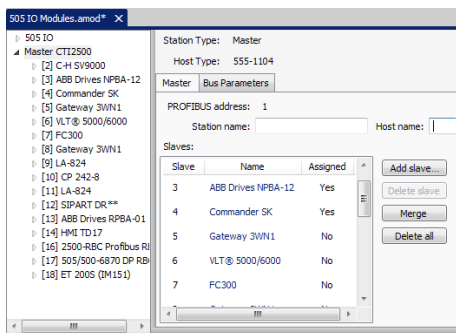 505 IO Modules.amod* X
505 IO
Master CTI2500
[2] C-H SV9000
[3] ABB Drives NPBA-12
[4] Commander SK
[5] Gateway 3WN1
[6] VLT® 5000/6000
[7] FC300
[8] Gateway 3WN1
[9] LA-824
[10] CP 242-8
[11] LA-824
[12] SIPART DR**
[13] ABB Drives RPBA-01
[14] HMI TD17
[16] 2500-RBC Profibus
[17] 505/500-6870 DP
[18] ET 200S (IM151)
Station Type: Master
Host Type: 555-1104
Master Bus Parameters
PROFIBUS address: 1
Station name: Host name:
Slaves:
Slave Name Assigned
3 ABB Drives NPBA-12 Yes
4 Commander SK Yes
5 Gateway 3WN1 No
6 VLT® 5000/6000 No
7 FC300 No
Add slave...
Delete slave
Merge
Delete all